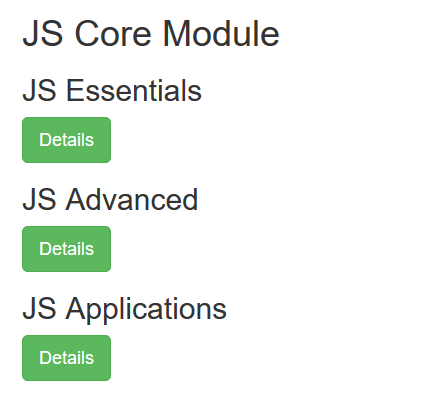 JS Core Module
JS Essentials
Details
JS Advanced
Details
JS Applications
Details